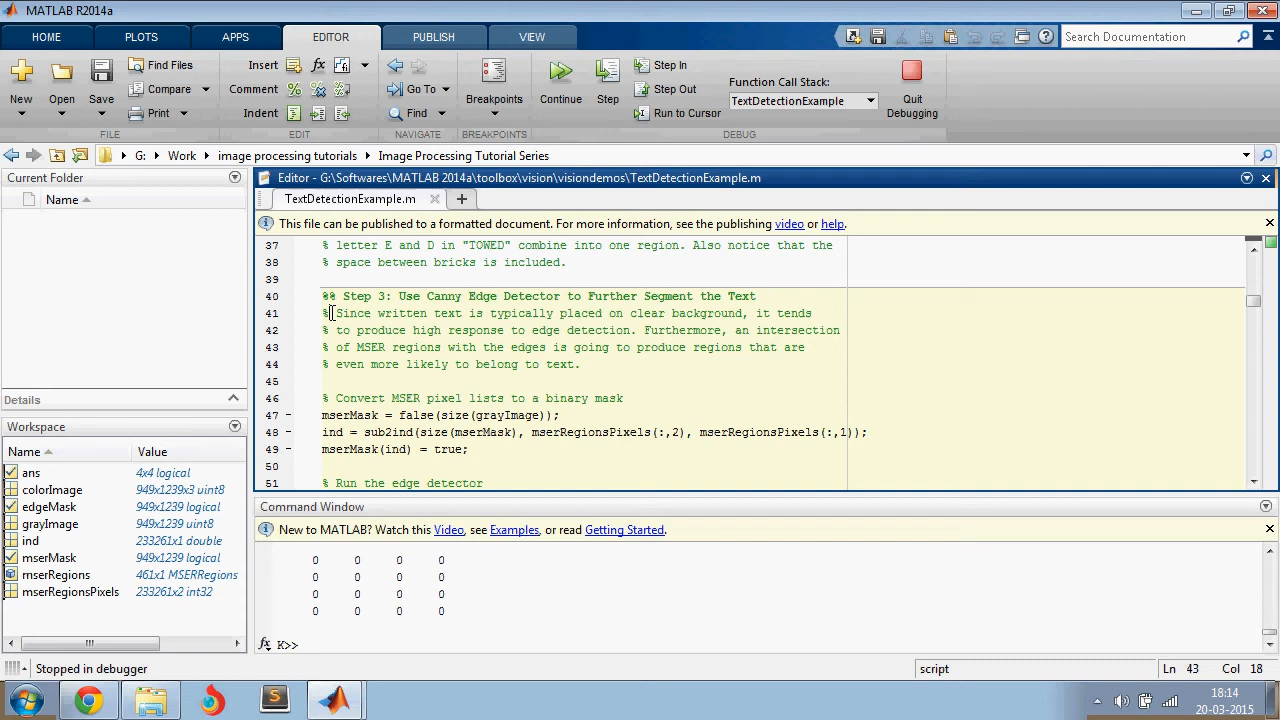 MATLAB R2014a
HOME PLOTS APPS EDITOR PUBLISH VIEW Search Documentation
New Open Save Find Files Compare Print
Insert fx Comment Indent
Go To Find
Breakpoints
Continue Step Step In Step Out Run to Cursor
Function Call Stack:
TextDetectionExample
Quit Debugging
FILE EDIT NAVIGATE BREAKPOINTS DEBUG
G: Work image processing tutorials Image Processing Tutorial Series
Current Folder
Name
Details
Workspace
Name Value
ans 4x4 logical
colorImage 949x1239x3 uint8
edgeMask 949x1239 logical
grayImage 949x1239 uint8
ind 233261x1 double
mserMask 949x1239 logical
mserRegions 461x1 MSERRegions
mserRegionsPixels 233261x2 int32
Editor - G:\Softwares\MATLAB 2014a\toolbox\vision\visiondemos\TextDetectionExample.m
TextDetectionExample.m
This file can be published to a formatted document. For more information, see the publishing video or help.
37 % letter E and D in "TOWED" combine into one region. Also notice that the
38 % space between bricks is included.
39
40 %% Step 3: Use Canny Edge Detector to Further Segment the Text
41 % Since written text is typically placed on clear background, it tends
42 % to produce high response to edge detection. Furthermore, an intersection
43 % of MSER regions with the edges is going to produce regions that are
44 % even more likely to belong to text.
45
46 % Convert MSER pixel lists to a binary mask
47 - mserMask = false(size(grayImage));
48 - ind = sub2ind(size(mserMask), mserRegionsPixels(:,2), mserRegionsPixels(:,1));
49 - mserMask(ind) = true;
50
51 % Run the edge detector
Command Window
New to MATLAB? Watch this Video, see Examples, or read Getting Started.
0 0 0 0
0 0 0 0
0 0 0 0
0 0 0 0
fx K>>
Stopped in debugger script Ln 43 Col 18
18:14
20-03-2015